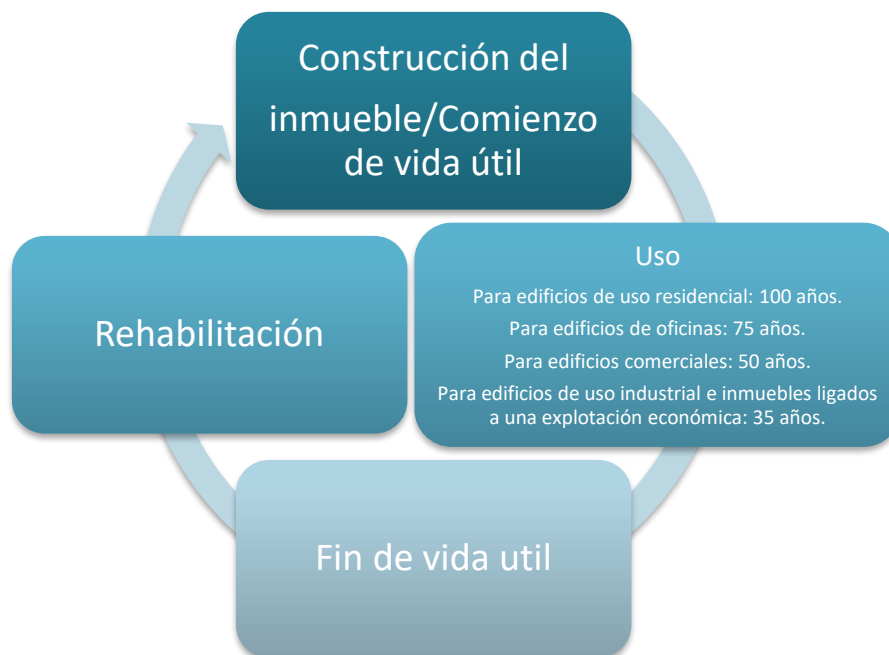 Construcción del
inmueble/Comienzo
de vida útil
Uso
Para edificios de uso residencial: 100 años.
Para edificios de oficinas: 75 años.
Para edificios comerciales: 50 años.
Para edificios de uso industrial e inmuebles ligados
a una explotación económica: 35 años.
Fin de vida util
Rehabilitación